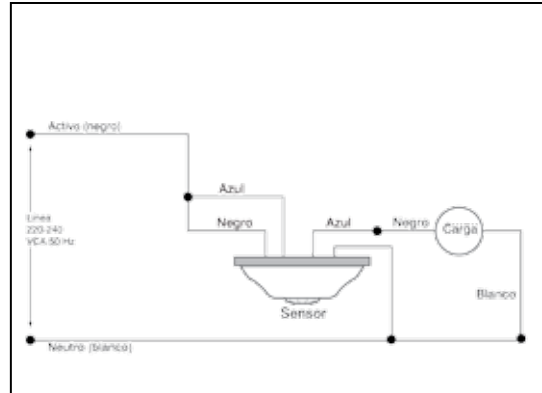 Activo (negro)
Azul
Negro
Azul
Negro
Carga
Línea
220-240
VCA 50 Hz
Blanco
Sensor
Neutro (blanco)